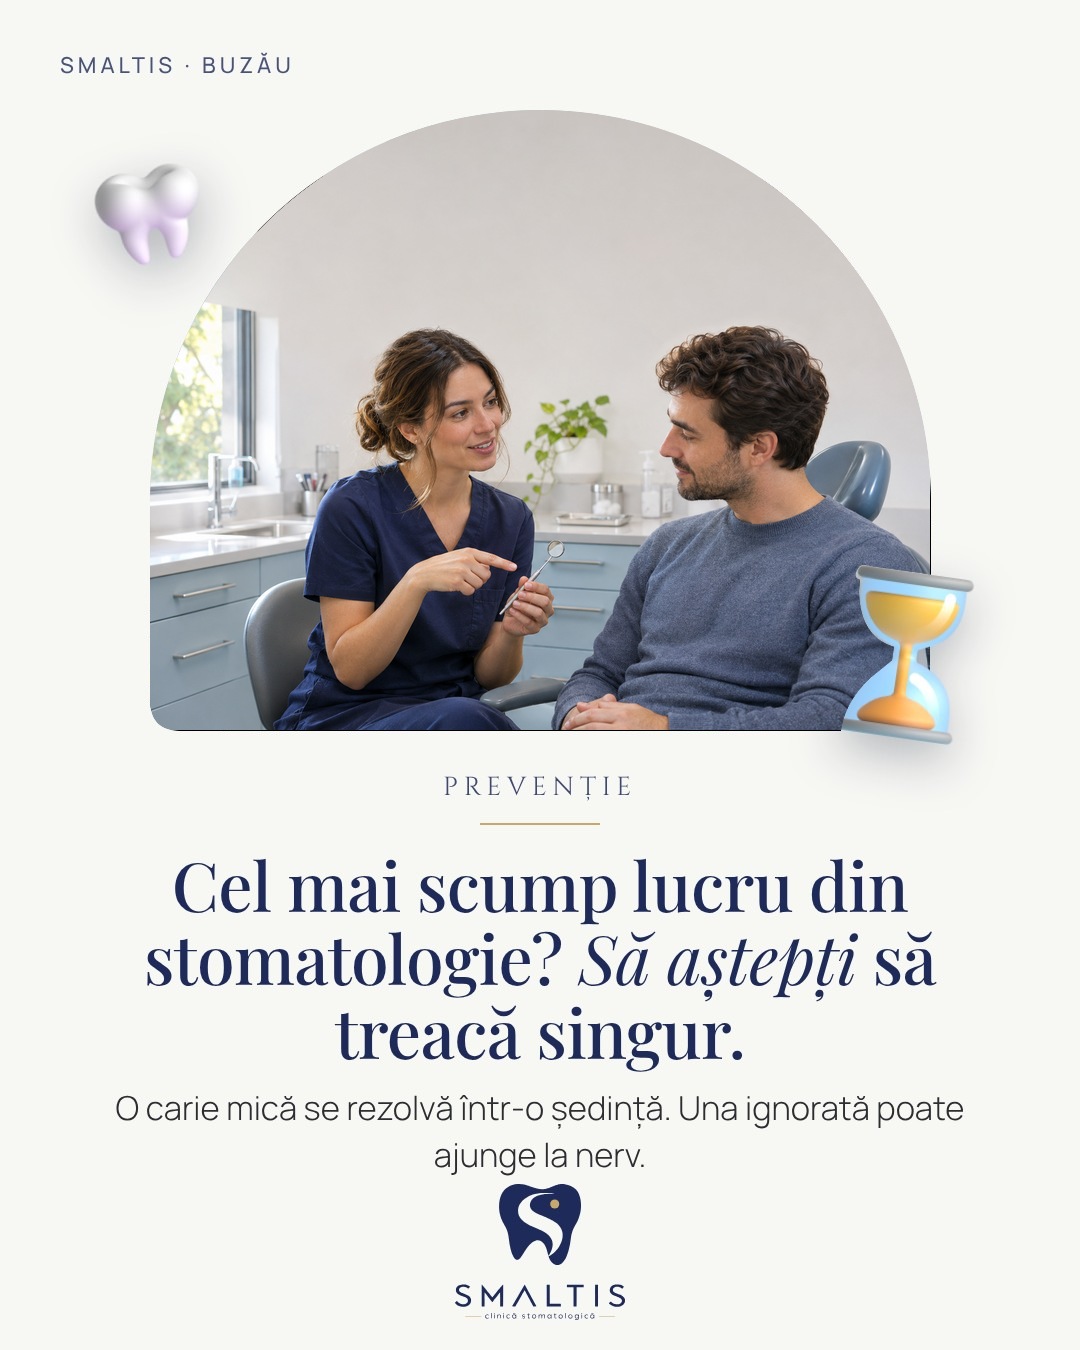 SMALTIS · BUZĂU
PREVENȚIE
Cel mai scump lucru din
stomatologie? Să aștepți să
treacă singur.
O carie mică se rezolvă într-o ședință. Una ignorată poate
ajunge la nerv.
SMALTIS
clinică stomatologică